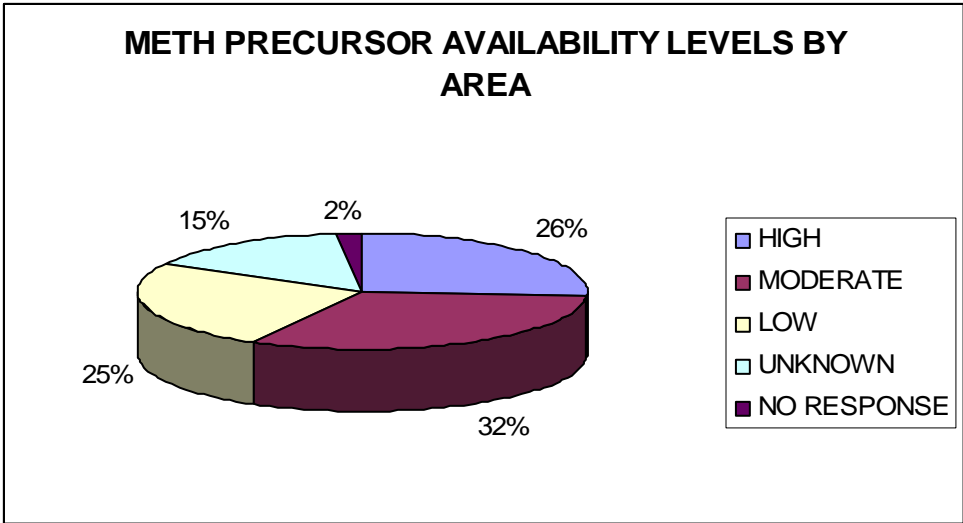 METH PRECURSOR AVAILABILITY LEVELS BY
AREA
15%
2%
26%
25%
32%
HIGH
MODERATE
LOW
UNKNOWN
NO RESPONSE